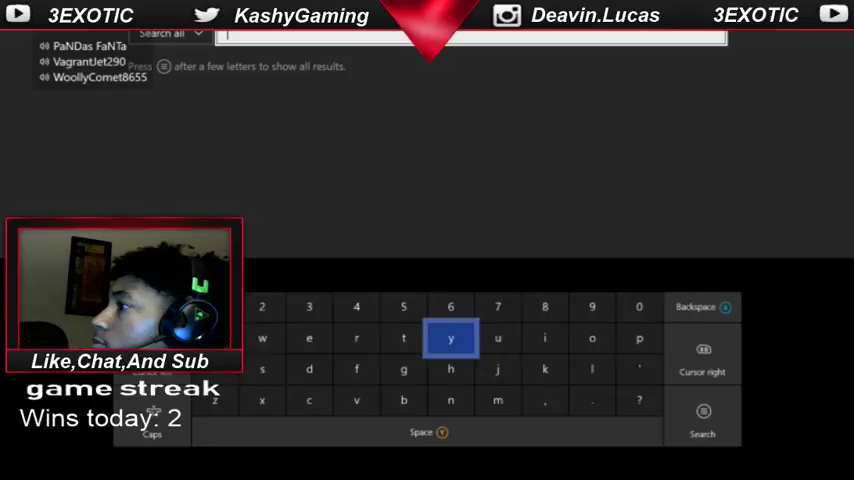 3EXOTIC KashyGaming Deavin.Lucas 3EXOTIC
Search all
PaNDas FaNTa
VagrantJet290
WoollyComet8655
Press after a few letters to show all results.
2 3 4 5 6 7 8 9 0 Backspace X
w e r t y u i o p
s d f g h j k l ' Cursor right
z x c v b n m , . ?
Caps Space Y Search
Like,Chat,And Sub
game streak
Wins today: 2